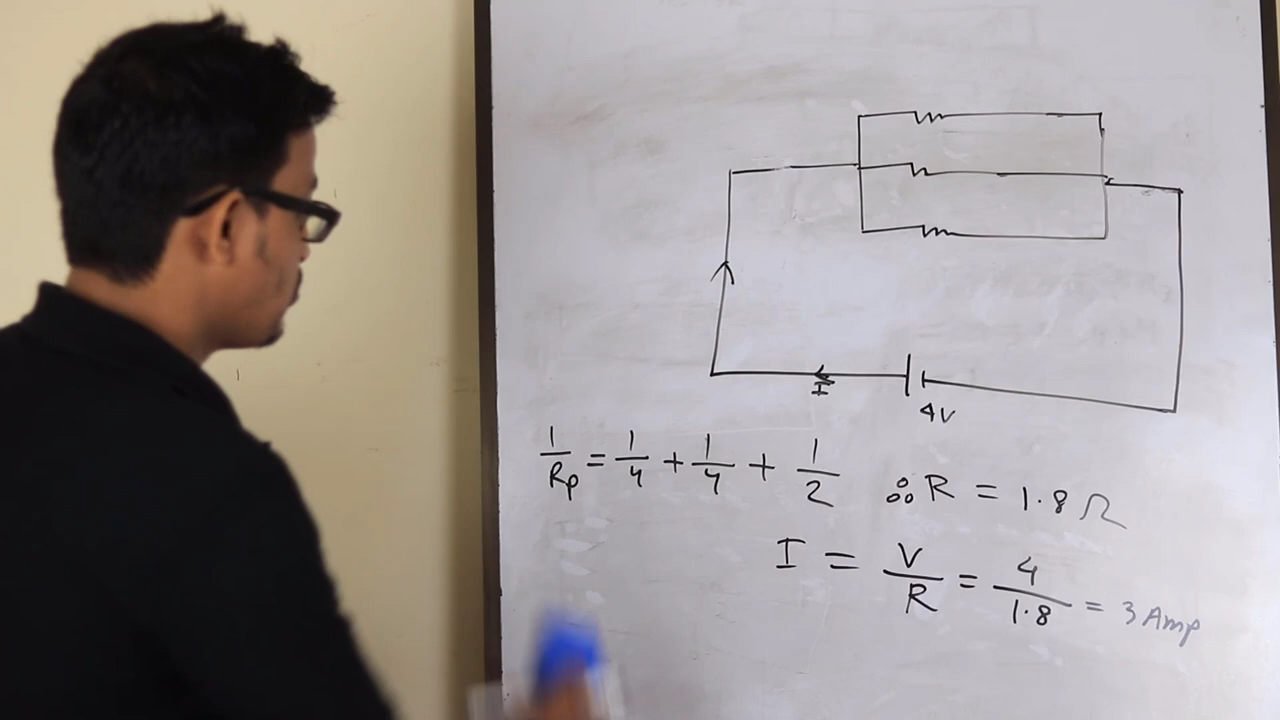 I
4V
1/Rp = 1/4 + 1/4 + 1/2 ∴ R = 1.8 Ω
I = V/R = 4/1.8 = 3 Amp